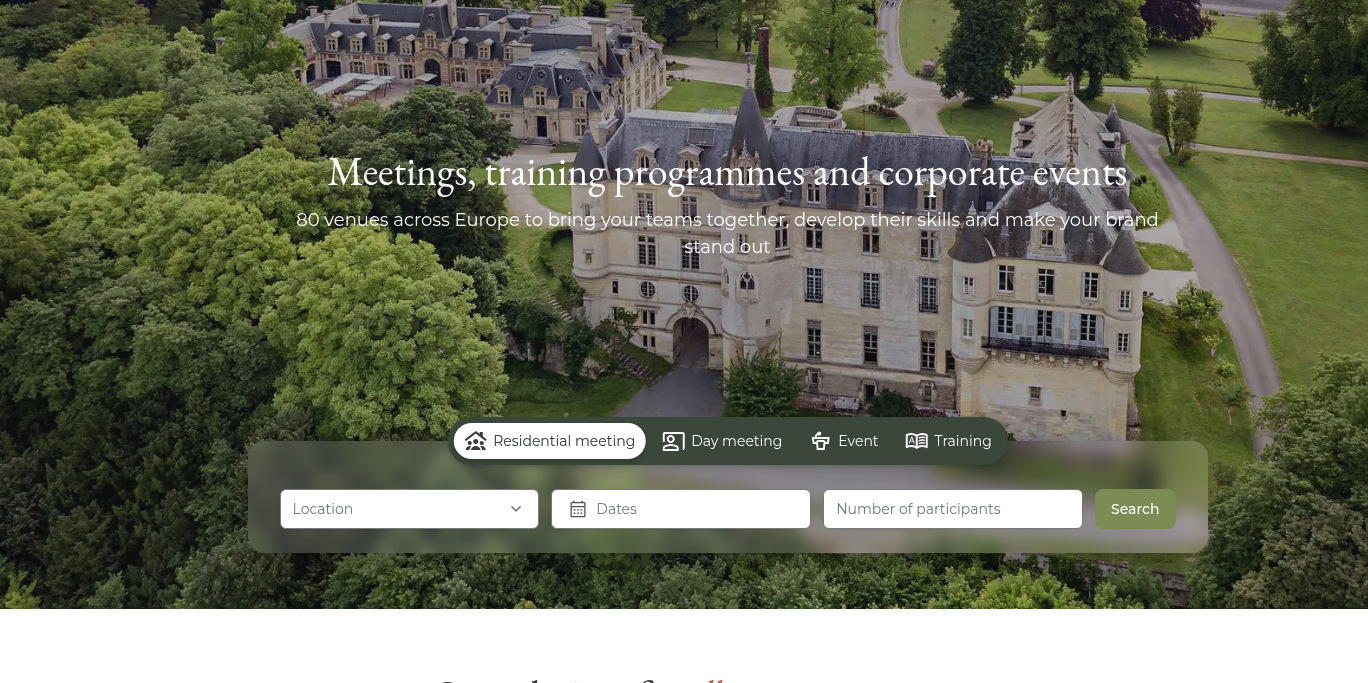 Meetings, training programmes and corporate events
80 venues across Europe to bring your teams together, develop their skills and make your brand
stand out
Residential meeting
Day meeting
Event
Training
Location
Dates
Number of participants
Search